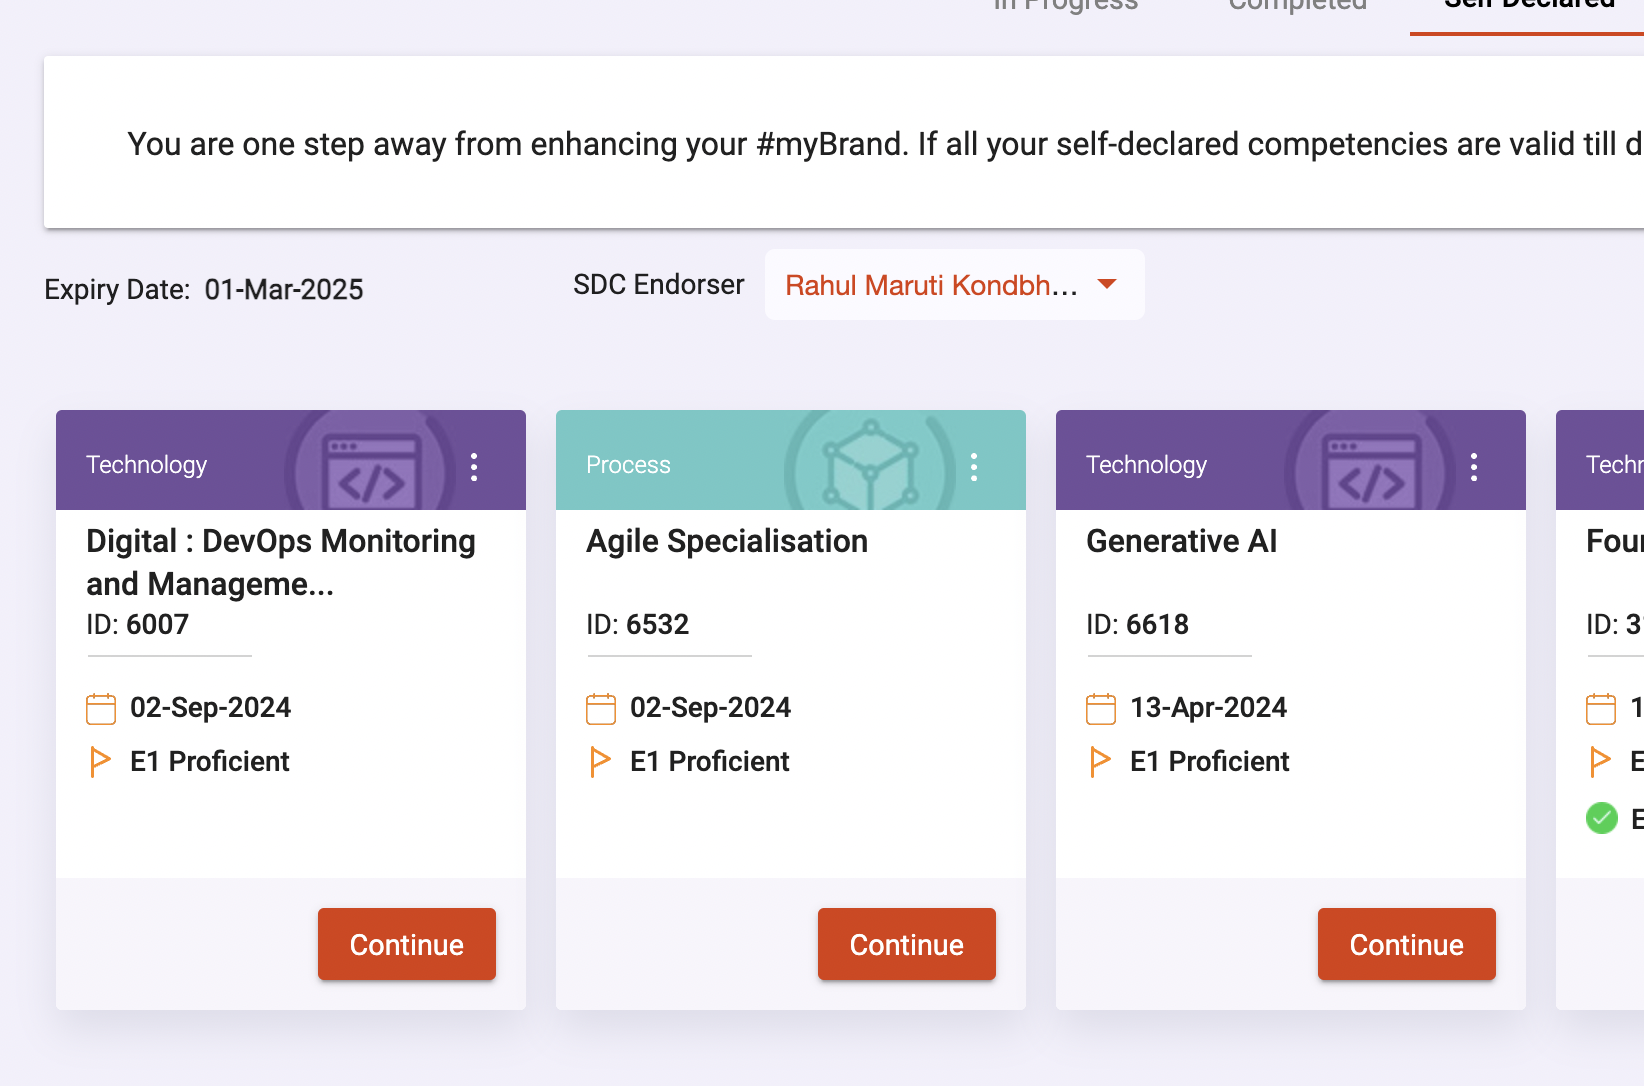 In Progress Completed Self Declared
You are one step away from enhancing your #myBrand. If all your self-declared competencies are valid till d
Expiry Date: 01-Mar-2025 SDC Endorser Rahul Maruti Kondbh...
Technology Process Technology Techn
Digital : DevOps Monitoring Agile Specialisation Generative AI Four
and Manageme...
ID: 6007 ID: 6532 ID: 6618 ID: 3
02-Sep-2024 02-Sep-2024 13-Apr-2024 1
E1 Proficient E1 Proficient E1 Proficient E
E
Continue Continue Continue